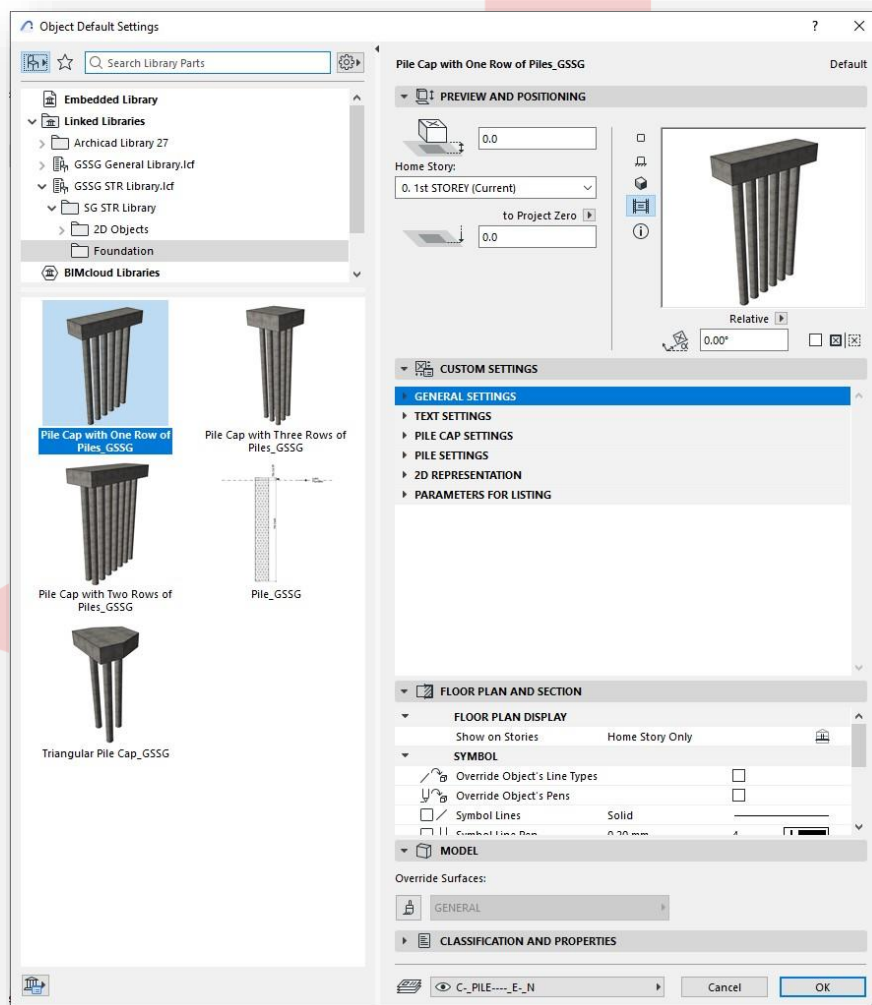 Object Default Settings
?
Search Library Parts
Embedded Library
Linked Libraries
Archicad Library 27
GSSG General Library.lcf
GSSG STR Library.lcf
SG STR Library
2D Objects
Foundation
BIMcloud Libraries
Pile Cap with One Row of
Piles_GSSG
Pile Cap with Three Rows of
Piles_GSSG
Pile Cap with Two Rows of
Piles_GSSG
Pile_GSSG
Triangular Pile Cap_GSSG
Pile Cap with One Row of Piles_GSSG
Default
PREVIEW AND POSITIONING
0.0
Home Story:
0. 1st STOREY (Current)
to Project Zero
0.0
Relative
0.00°
CUSTOM SETTINGS
GENERAL SETTINGS
TEXT SETTINGS
PILE CAP SETTINGS
PILE SETTINGS
2D REPRESENTATION
PARAMETERS FOR LISTING
FLOOR PLAN AND SECTION
FLOOR PLAN DISPLAY
Show on Stories Home Story Only
SYMBOL
Override Object's Line Types
Override Object's Pens
Symbol Lines Solid
Symbol Line Pen 0.20 mm 4
MODEL
Override Surfaces:
GENERAL
CLASSIFICATION AND PROPERTIES
C-_PILE----_E-_N
Cancel
OK